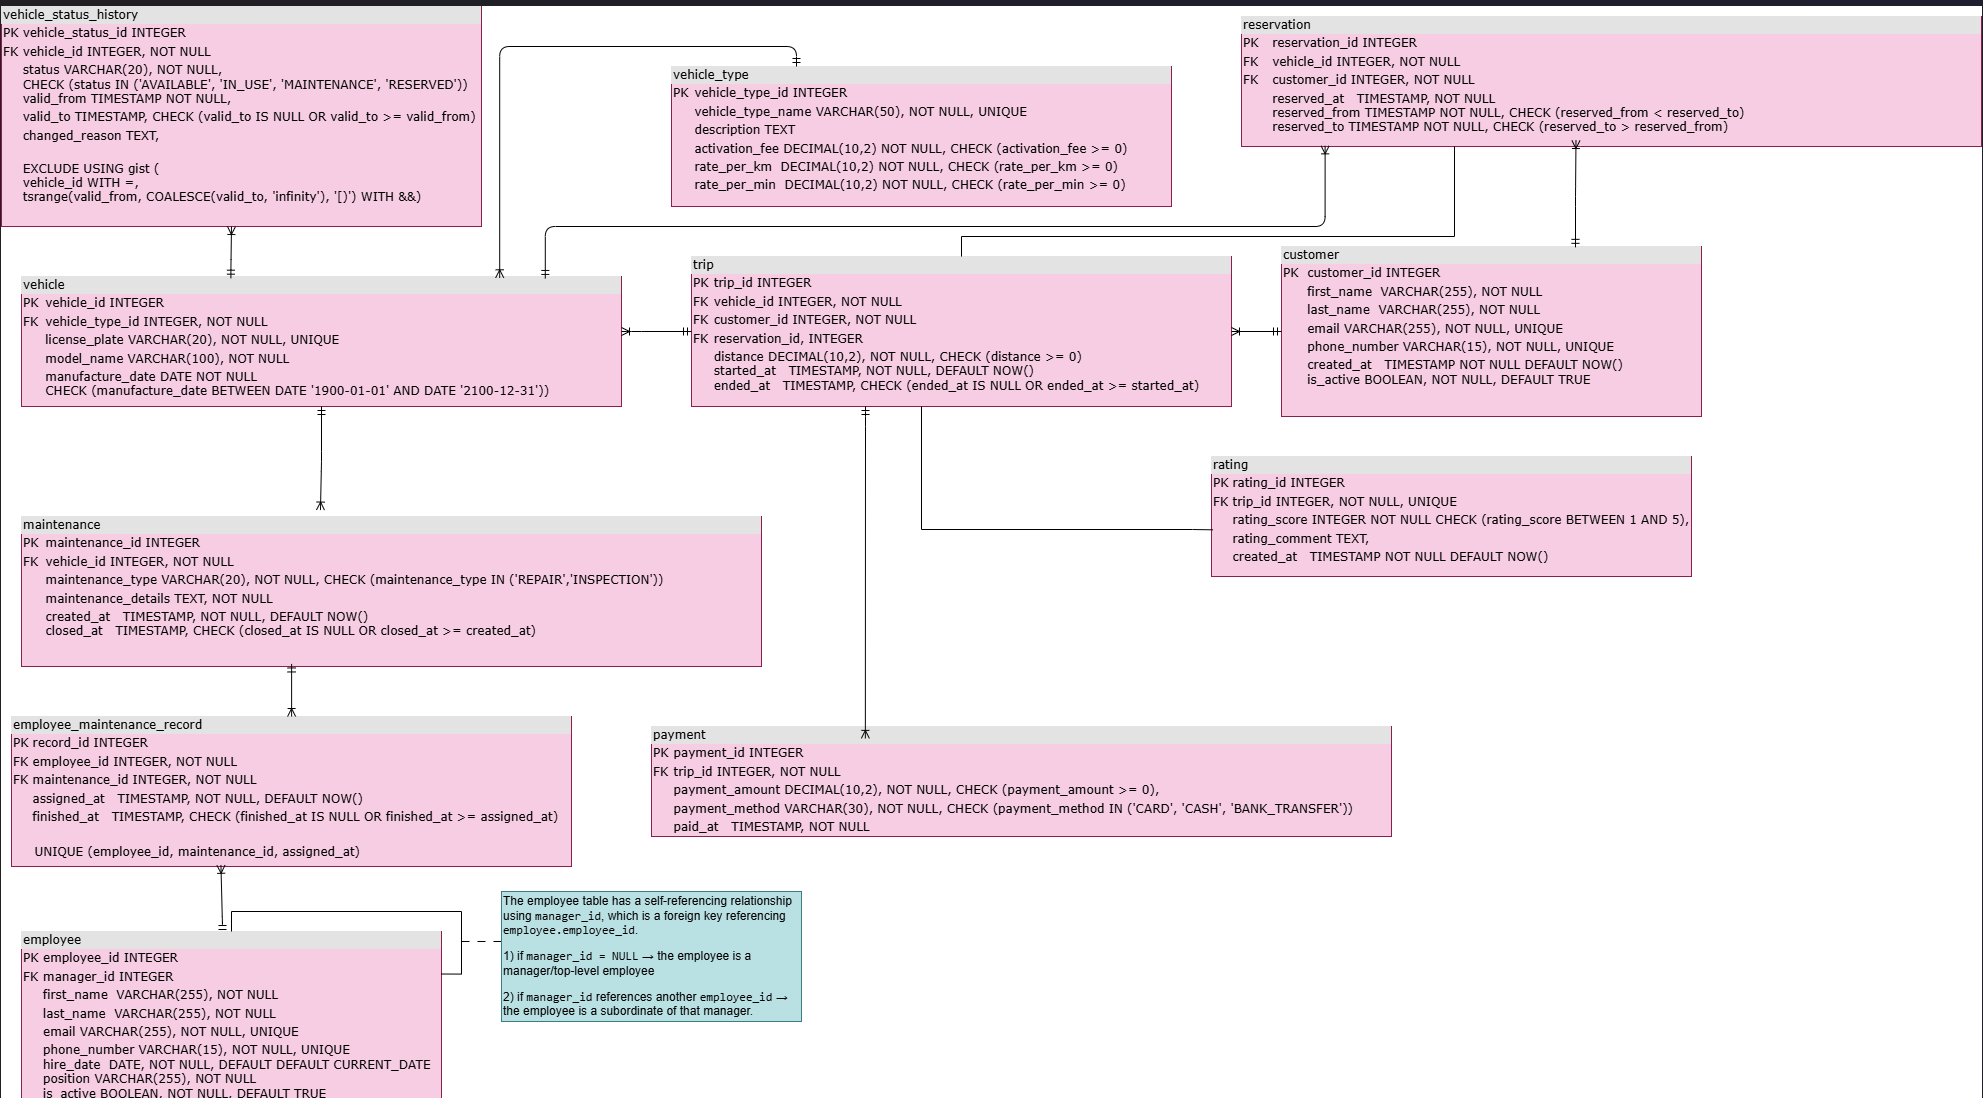 vehicle_status_history
PK vehicle_status_id INTEGER
FK vehicle_id INTEGER, NOT NULL
status VARCHAR(20), NOT NULL,
CHECK (status IN ('AVAILABLE', 'IN_USE', 'MAINTENANCE', 'RESERVED'))
valid_from TIMESTAMP NOT NULL,
valid_to TIMESTAMP, CHECK (valid_to IS NULL OR valid_to >= valid_from)
changed_reason TEXT,
EXCLUDE USING gist (
vehicle_id WITH =,
tsrange(valid_from, COALESCE(valid_to, 'infinity'), '[)') WITH &&)
vehicle_type
PK vehicle_type_id INTEGER
vehicle_type_name VARCHAR(50), NOT NULL, UNIQUE
description TEXT
activation_fee DECIMAL(10,2) NOT NULL, CHECK (activation_fee >= 0)
rate_per_km DECIMAL(10,2) NOT NULL, CHECK (rate_per_km >= 0)
rate_per_min DECIMAL(10,2) NOT NULL, CHECK (rate_per_min >= 0)
reservation
PK reservation_id INTEGER
FK vehicle_id INTEGER, NOT NULL
FK customer_id INTEGER, NOT NULL
reserved_at TIMESTAMP, NOT NULL
reserved_from TIMESTAMP NOT NULL, CHECK (reserved_from < reserved_to)
reserved_to TIMESTAMP NOT NULL, CHECK (reserved_to > reserved_from)
vehicle
PK vehicle_id INTEGER
FK vehicle_type_id INTEGER, NOT NULL
license_plate VARCHAR(20), NOT NULL, UNIQUE
model_name VARCHAR(100), NOT NULL
manufacture_date DATE NOT NULL
CHECK (manufacture_date BETWEEN DATE '1900-01-01' AND DATE '2100-12-31'))
trip
PK trip_id INTEGER
FK vehicle_id INTEGER, NOT NULL
FK customer_id INTEGER, NOT NULL
FK reservation_id, INTEGER
distance DECIMAL(10,2), NOT NULL, CHECK (distance >= 0)
started_at TIMESTAMP, NOT NULL, DEFAULT NOW()
ended_at TIMESTAMP, CHECK (ended_at IS NULL OR ended_at >= started_at)
customer
PK customer_id INTEGER
first_name VARCHAR(255), NOT NULL
last_name VARCHAR(255), NOT NULL
email VARCHAR(255), NOT NULL, UNIQUE
phone_number VARCHAR(15), NOT NULL, UNIQUE
created_at TIMESTAMP NOT NULL DEFAULT NOW()
is_active BOOLEAN, NOT NULL, DEFAULT TRUE
rating
PK rating_id INTEGER
FK trip_id INTEGER, NOT NULL, UNIQUE
rating_score INTEGER NOT NULL CHECK (rating_score BETWEEN 1 AND 5),
rating_comment TEXT,
created_at TIMESTAMP NOT NULL DEFAULT NOW()
maintenance
PK maintenance_id INTEGER
FK vehicle_id INTEGER, NOT NULL
maintenance_type VARCHAR(20), NOT NULL, CHECK (maintenance_type IN ('REPAIR','INSPECTION'))
maintenance_details TEXT, NOT NULL
created_at TIMESTAMP, NOT NULL, DEFAULT NOW()
closed_at TIMESTAMP, CHECK (closed_at IS NULL OR closed_at >= created_at)
employee_maintenance_record
PK record_id INTEGER
FK employee_id INTEGER, NOT NULL
FK maintenance_id INTEGER, NOT NULL
assigned_at TIMESTAMP, NOT NULL, DEFAULT NOW()
finished_at TIMESTAMP, CHECK (finished_at IS NULL OR finished_at >= assigned_at)
UNIQUE (employee_id, maintenance_id, assigned_at)
payment
PK payment_id INTEGER
FK trip_id INTEGER, NOT NULL
payment_amount DECIMAL(10,2), NOT NULL, CHECK (payment_amount >= 0),
payment_method VARCHAR(30), NOT NULL, CHECK (payment_method IN ('CARD', 'CASH', 'BANK_TRANSFER'))
paid_at TIMESTAMP, NOT NULL
employee
PK employee_id INTEGER
FK manager_id INTEGER
first_name VARCHAR(255), NOT NULL
last_name VARCHAR(255), NOT NULL
email VARCHAR(255), NOT NULL, UNIQUE
phone_number VARCHAR(15), NOT NULL, UNIQUE
hire_date DATE, NOT NULL, DEFAULT DEFAULT CURRENT_DATE
position VARCHAR(255), NOT NULL
is_active BOOLEAN, NOT NULL, DEFAULT TRUE
The employee table has a self-referencing relationship
using manager_id, which is a foreign key referencing
employee.employee_id.
1) if manager_id = NULL → the employee is a
manager/top-level employee
2) if manager_id references another employee_id →
the employee is a subordinate of that manager.